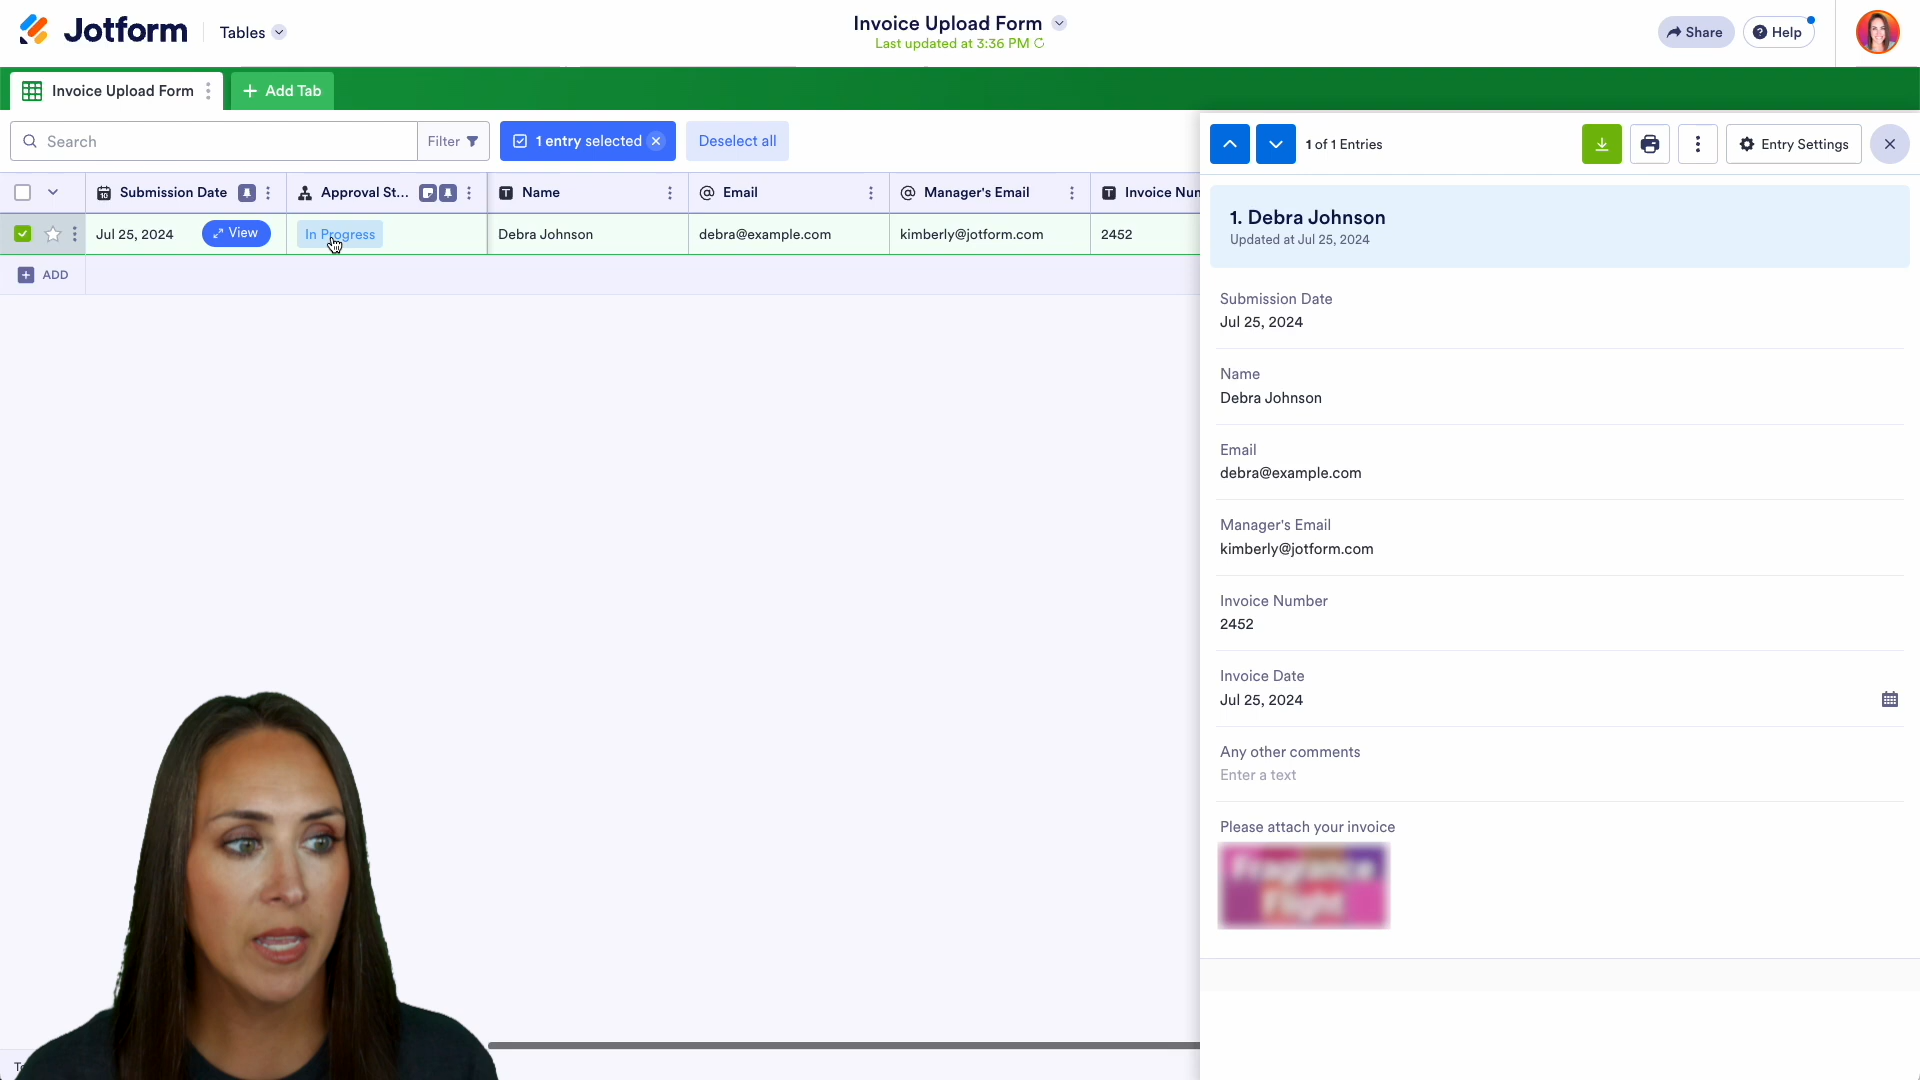 Jotform
Tables
Invoice Upload Form
Last updated at 3:36 PM
Share
Help
Invoice Upload Form
+ Add Tab
Search
Filter
1 entry selected
Deselect all
1 of 1 Entries
Entry Settings
Submission Date
Approval St...
Name
@ Email
@ Manager's Email
Invoice Nun
Jul 25, 2024
View
In Progress
Debra Johnson
debra@example.com
kimberly@jotform.com
2452
ADD
1. Debra Johnson
Updated at Jul 25, 2024
Submission Date
Jul 25, 2024
Name
Debra Johnson
Email
debra@example.com
Manager's Email
kimberly@jotform.com
Invoice Number
2452
Invoice Date
Jul 25, 2024
Any other comments
Enter a text
Please attach your invoice
Fragrance
Flight